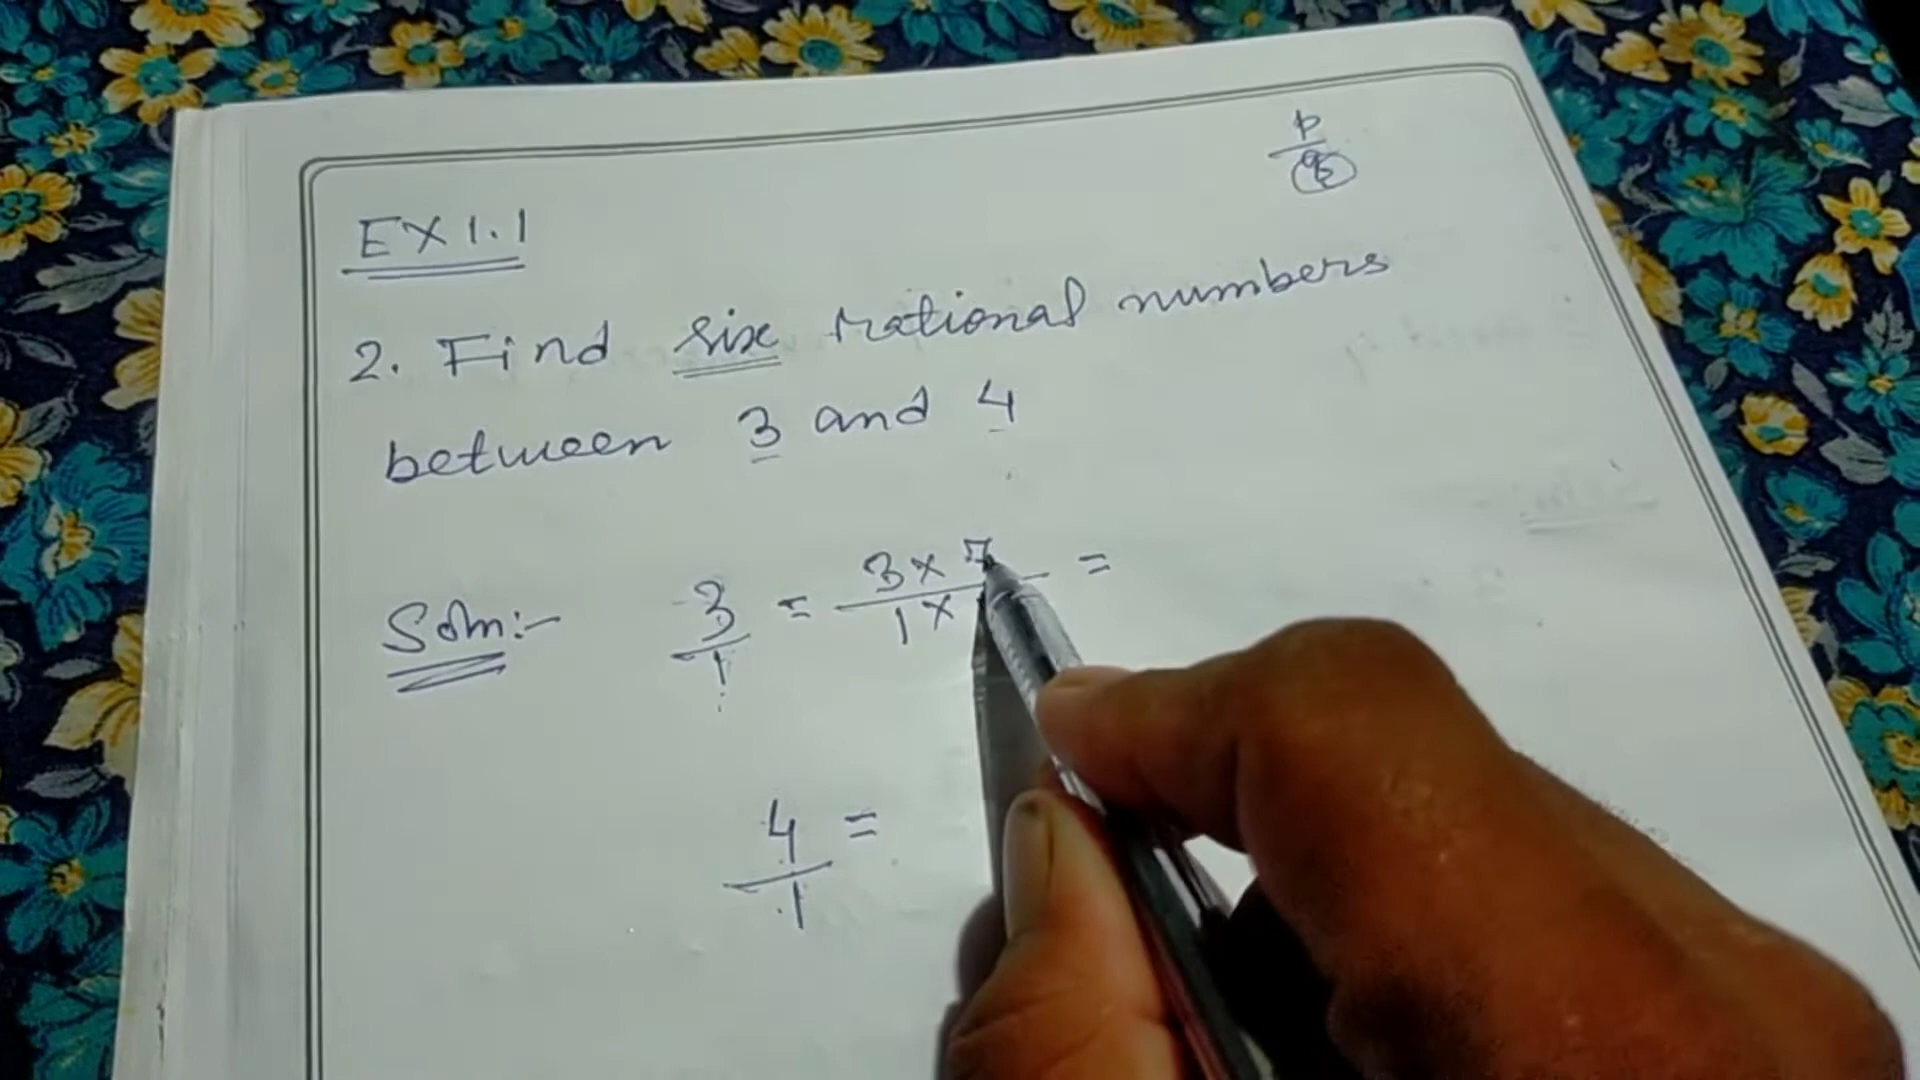 p
q
EX 1.1
2. Find six rational numbers
between 3 and 4
Soln:- 3/1 = 3 x 7 / 1 x =
4/1 =